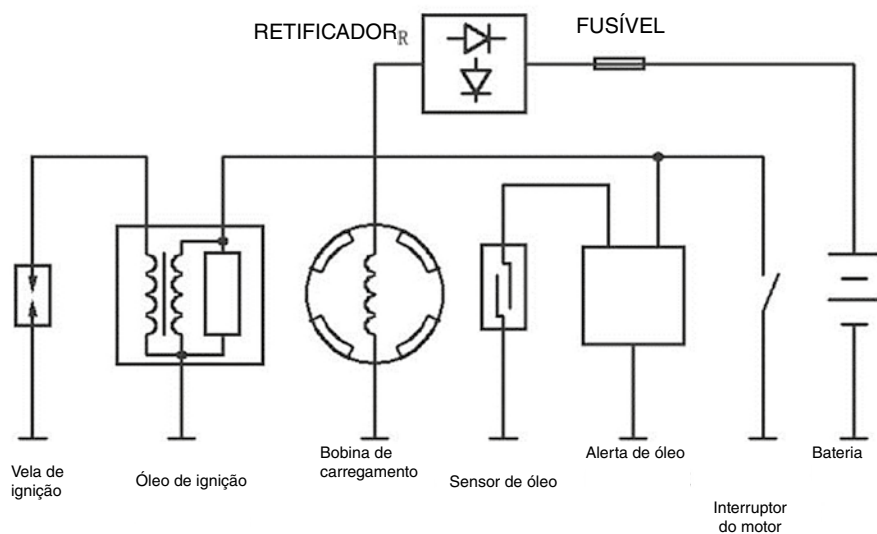 RETIFICADOR R
FUSÍVEL
Vela de
ignição
Óleo de ignição
Bobina de
carregamento
Sensor de óleo
Alerta de óleo
Interruptor
do motor
Bateria